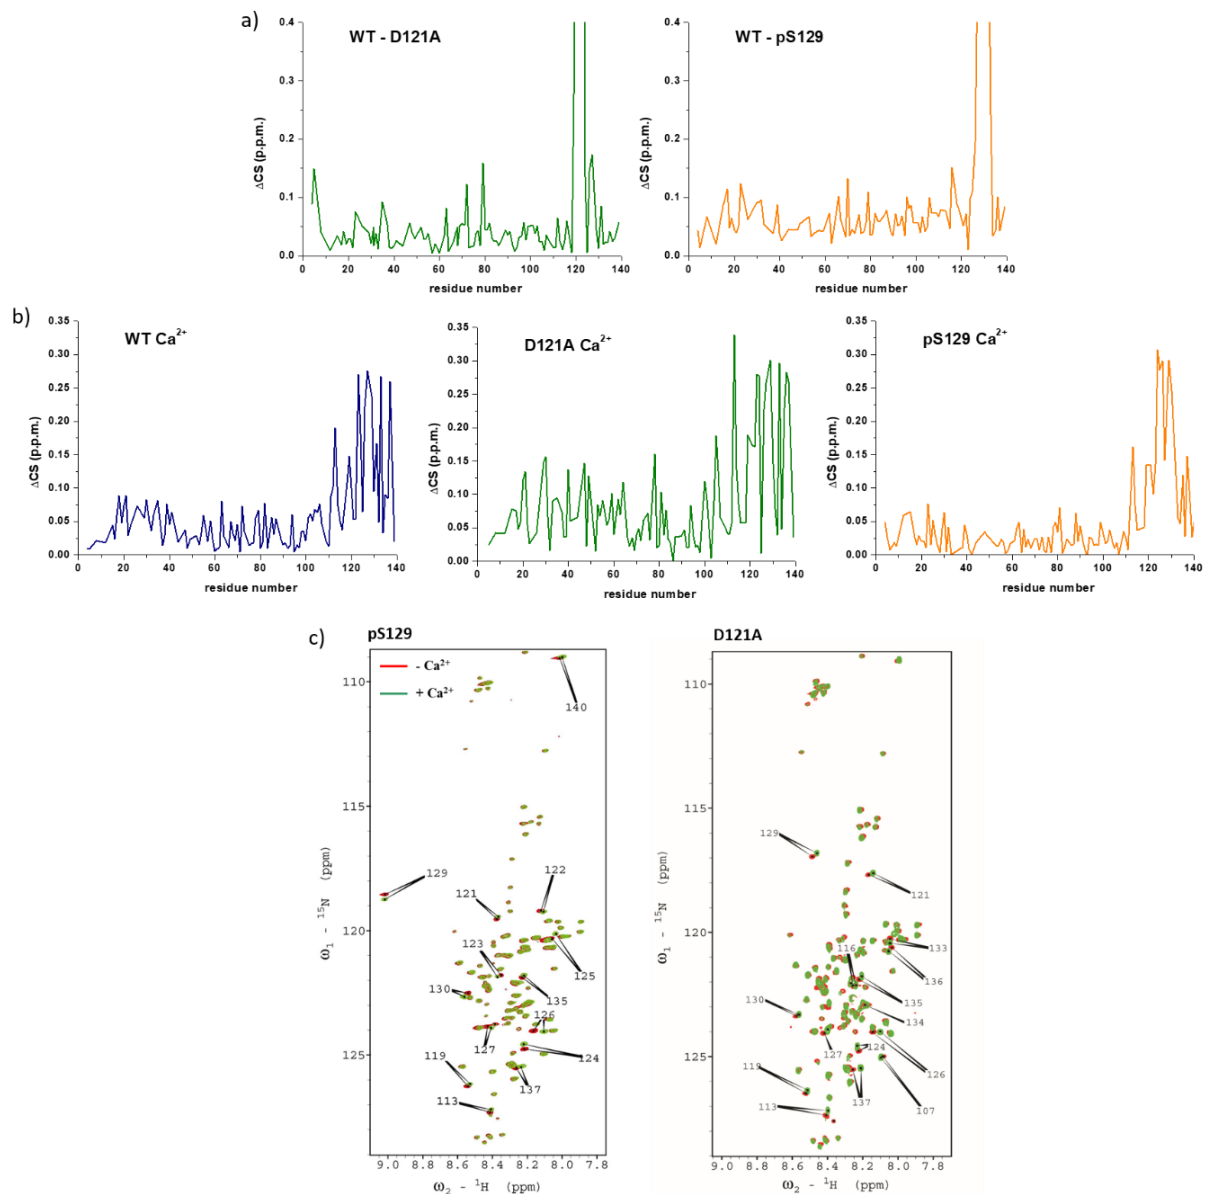 a)
WT - D121A
WT - pS129
ΔCS (p.p.m.)
0.4
0.3
0.2
0.1
0.0
0 20 40 60 80 100 120 140
residue number
ΔCS (p.p.m.)
0.4
0.3
0.2
0.1
0.0
0 20 40 60 80 100 120 140
residue number
b)
WT Ca2+
ΔCS (p.p.m.)
0.35
0.30
0.25
0.20
0.15
0.10
0.05
0.00
0 20 40 60 80 100 120 140
residue number
D121A Ca2+
ΔCS (p.p.m.)
0.35
0.30
0.25
0.20
0.15
0.10
0.05
0.00
0 20 40 60 80 100 120 140
residue number
pS129 Ca2+
ΔCS (p.p.m.)
0.35
0.30
0.25
0.20
0.15
0.10
0.05
0.00
0 20 40 60 80 100 120 140
residue number
c)
pS129
- Ca2+
+ Ca2+
ω1 - 15N (ppm)
110
115
120
125
140
129
122
121
123
125
130
135
126
127
124
119
137
113
9.0 8.8 8.6 8.4 8.2 8.0 7.8
ω2 - 1H (ppm)
D121A
ω1 - 15N (ppm)
110
115
120
125
129
121
116
133
136
135
130
134
127
124
126
119
137
107
113
9.0 8.8 8.6 8.4 8.2 8.0 7.8
ω2 - 1H (ppm)